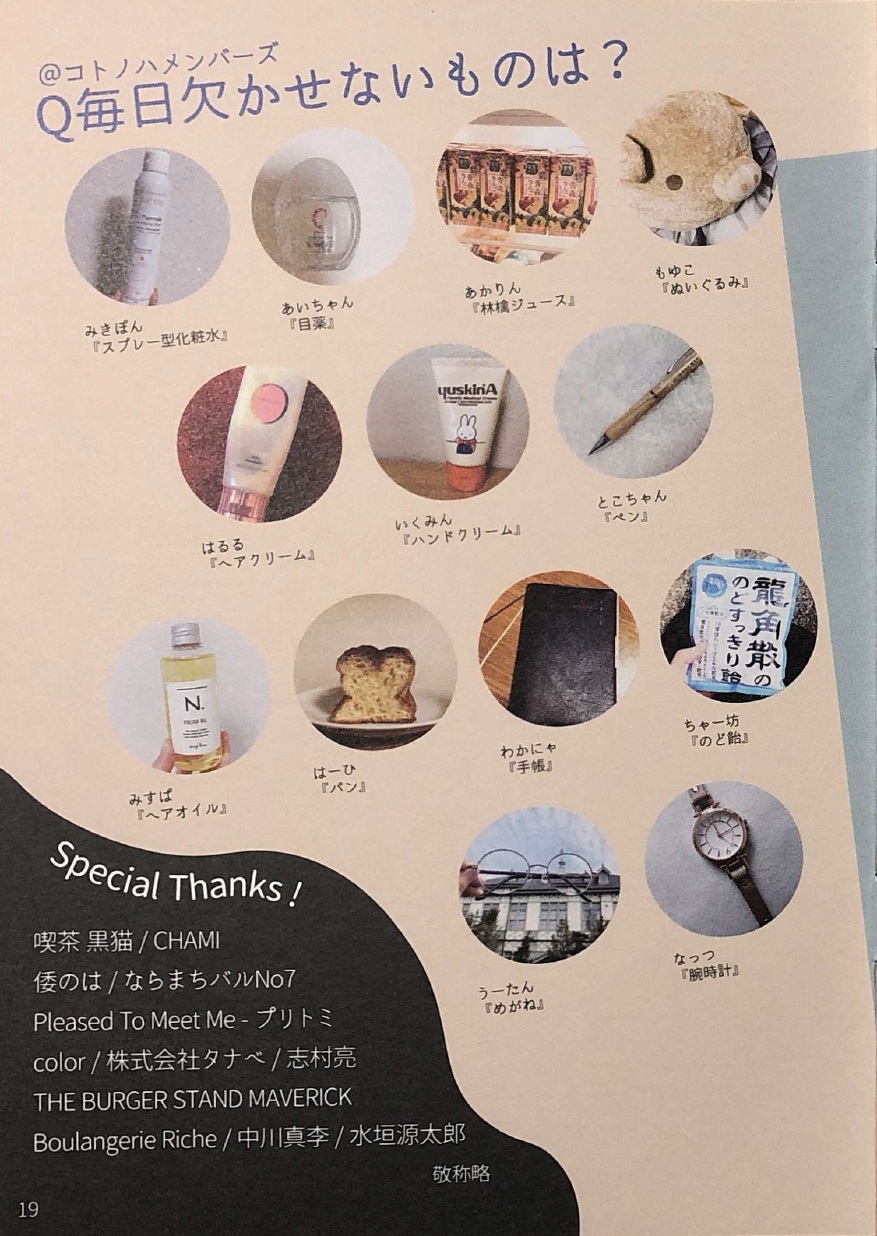 @コトノハメンバーズ
Q毎日欠かせないものは？
みきぽん
『スプレー型化粧水』
あいちゃん
『目薬』
あかりん
『林檎ジュース』
もゆこ
『ぬいぐるみ』
yuskinA
はるる
『ヘアクリーム』
いくみん
『ハンドクリーム』
とこちゃん
『ペン』
N.
POLISH OIL
龍角散の
のどすっきり飴
みすぱ
『ヘアオイル』
はーひ
『パン』
わかにゃ
『手帳』
ちゃー坊
『のど飴』
うーたん
『めがね』
なっつ
『腕時計』
Special Thanks !
喫茶 黒猫 / CHAMI
倭のは / ならまちバルNo7
Pleased To Meet Me - プリトミ
color / 株式会社タナベ / 志村亮
THE BURGER STAND MAVERICK
Boulangerie Riche / 中川真李 / 水垣源太郎
敬称略
19